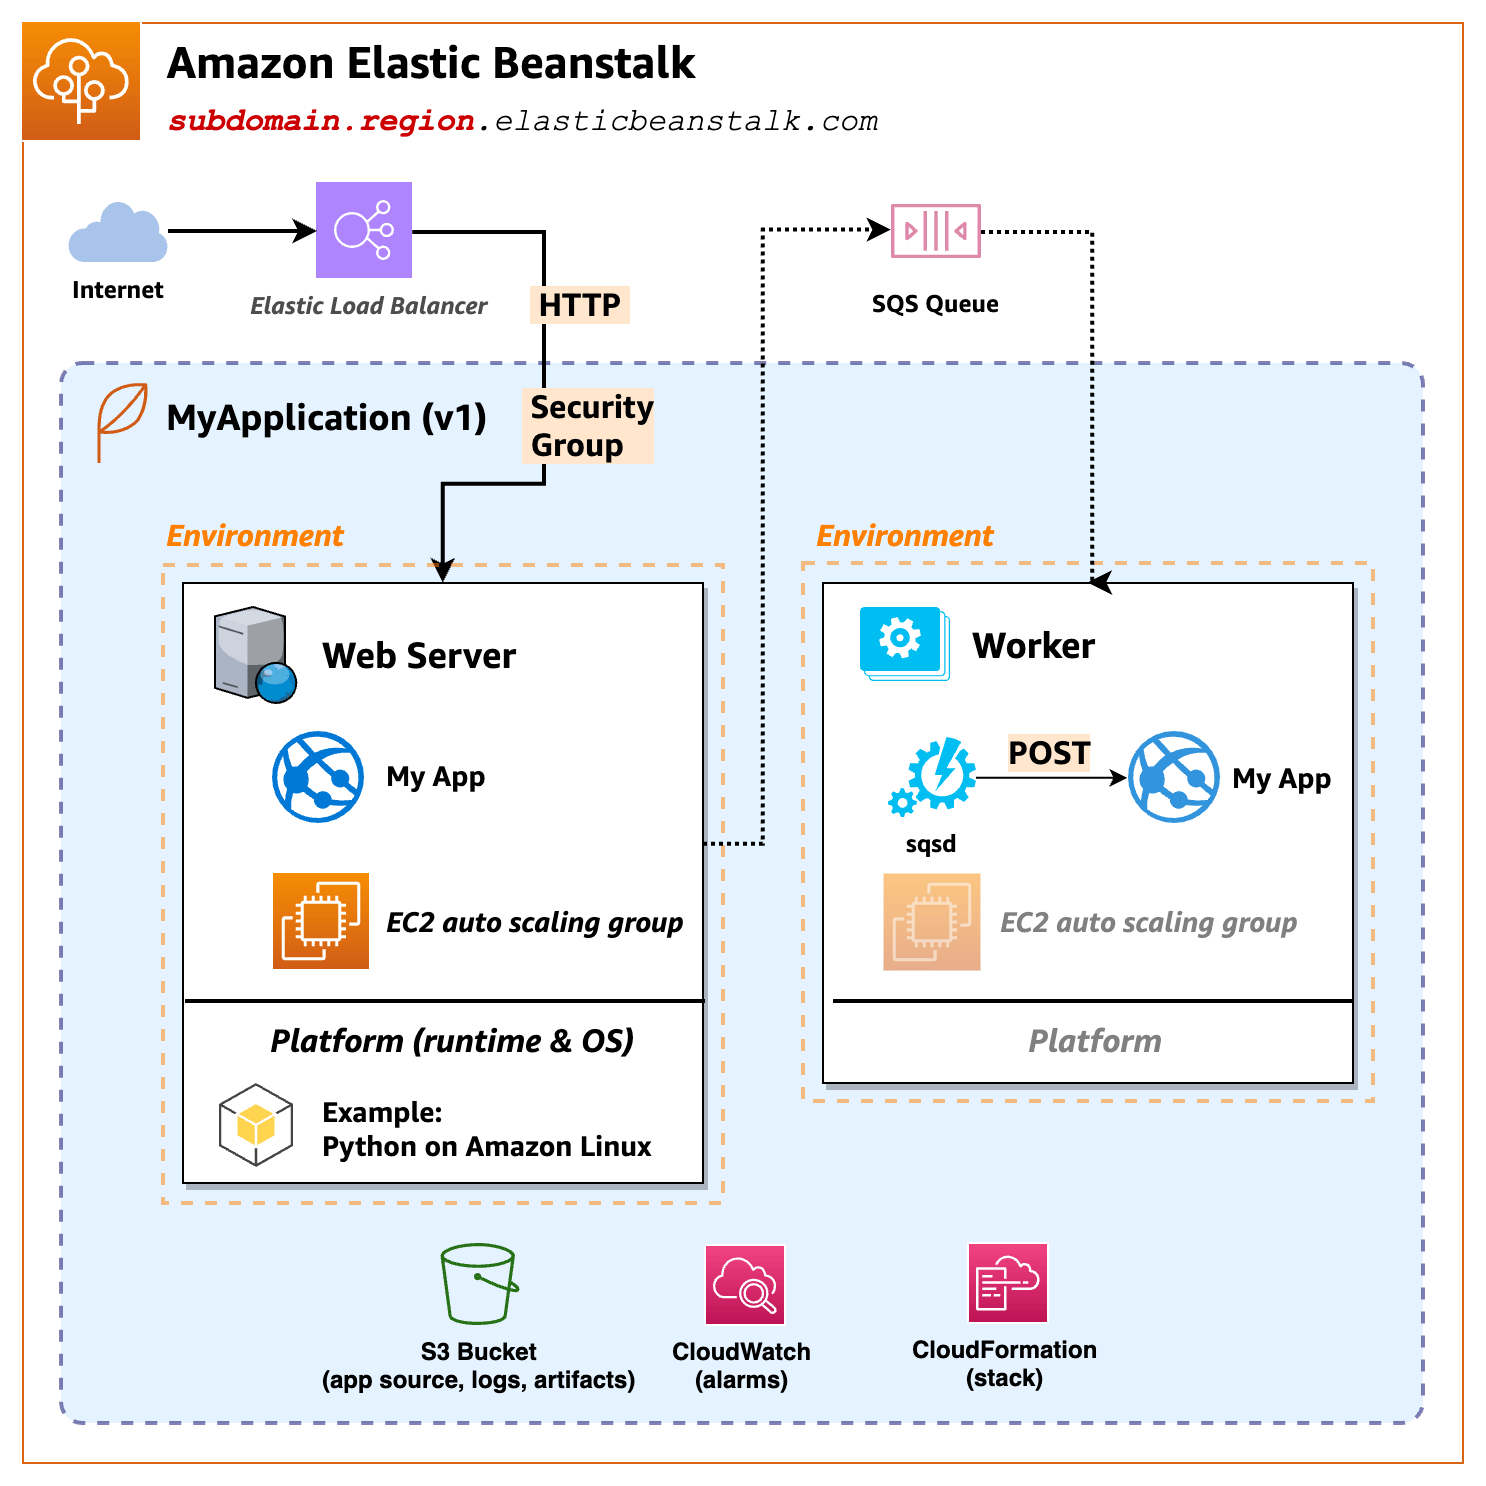 Amazon Elastic Beanstalk
subdomain.region.elasticbeanstalk.com
Internet
Elastic Load Balancer
HTTP
SQS Queue
MyApplication (v1)
Security
Group
Environment
Web Server
My App
EC2 auto scaling group
Platform (runtime & OS)
Example:
Python on Amazon Linux
Environment
Worker
sqsd
POST
My App
EC2 auto scaling group
Platform
S3 Bucket
(app source, logs, artifacts)
CloudWatch
(alarms)
CloudFormation
(stack)